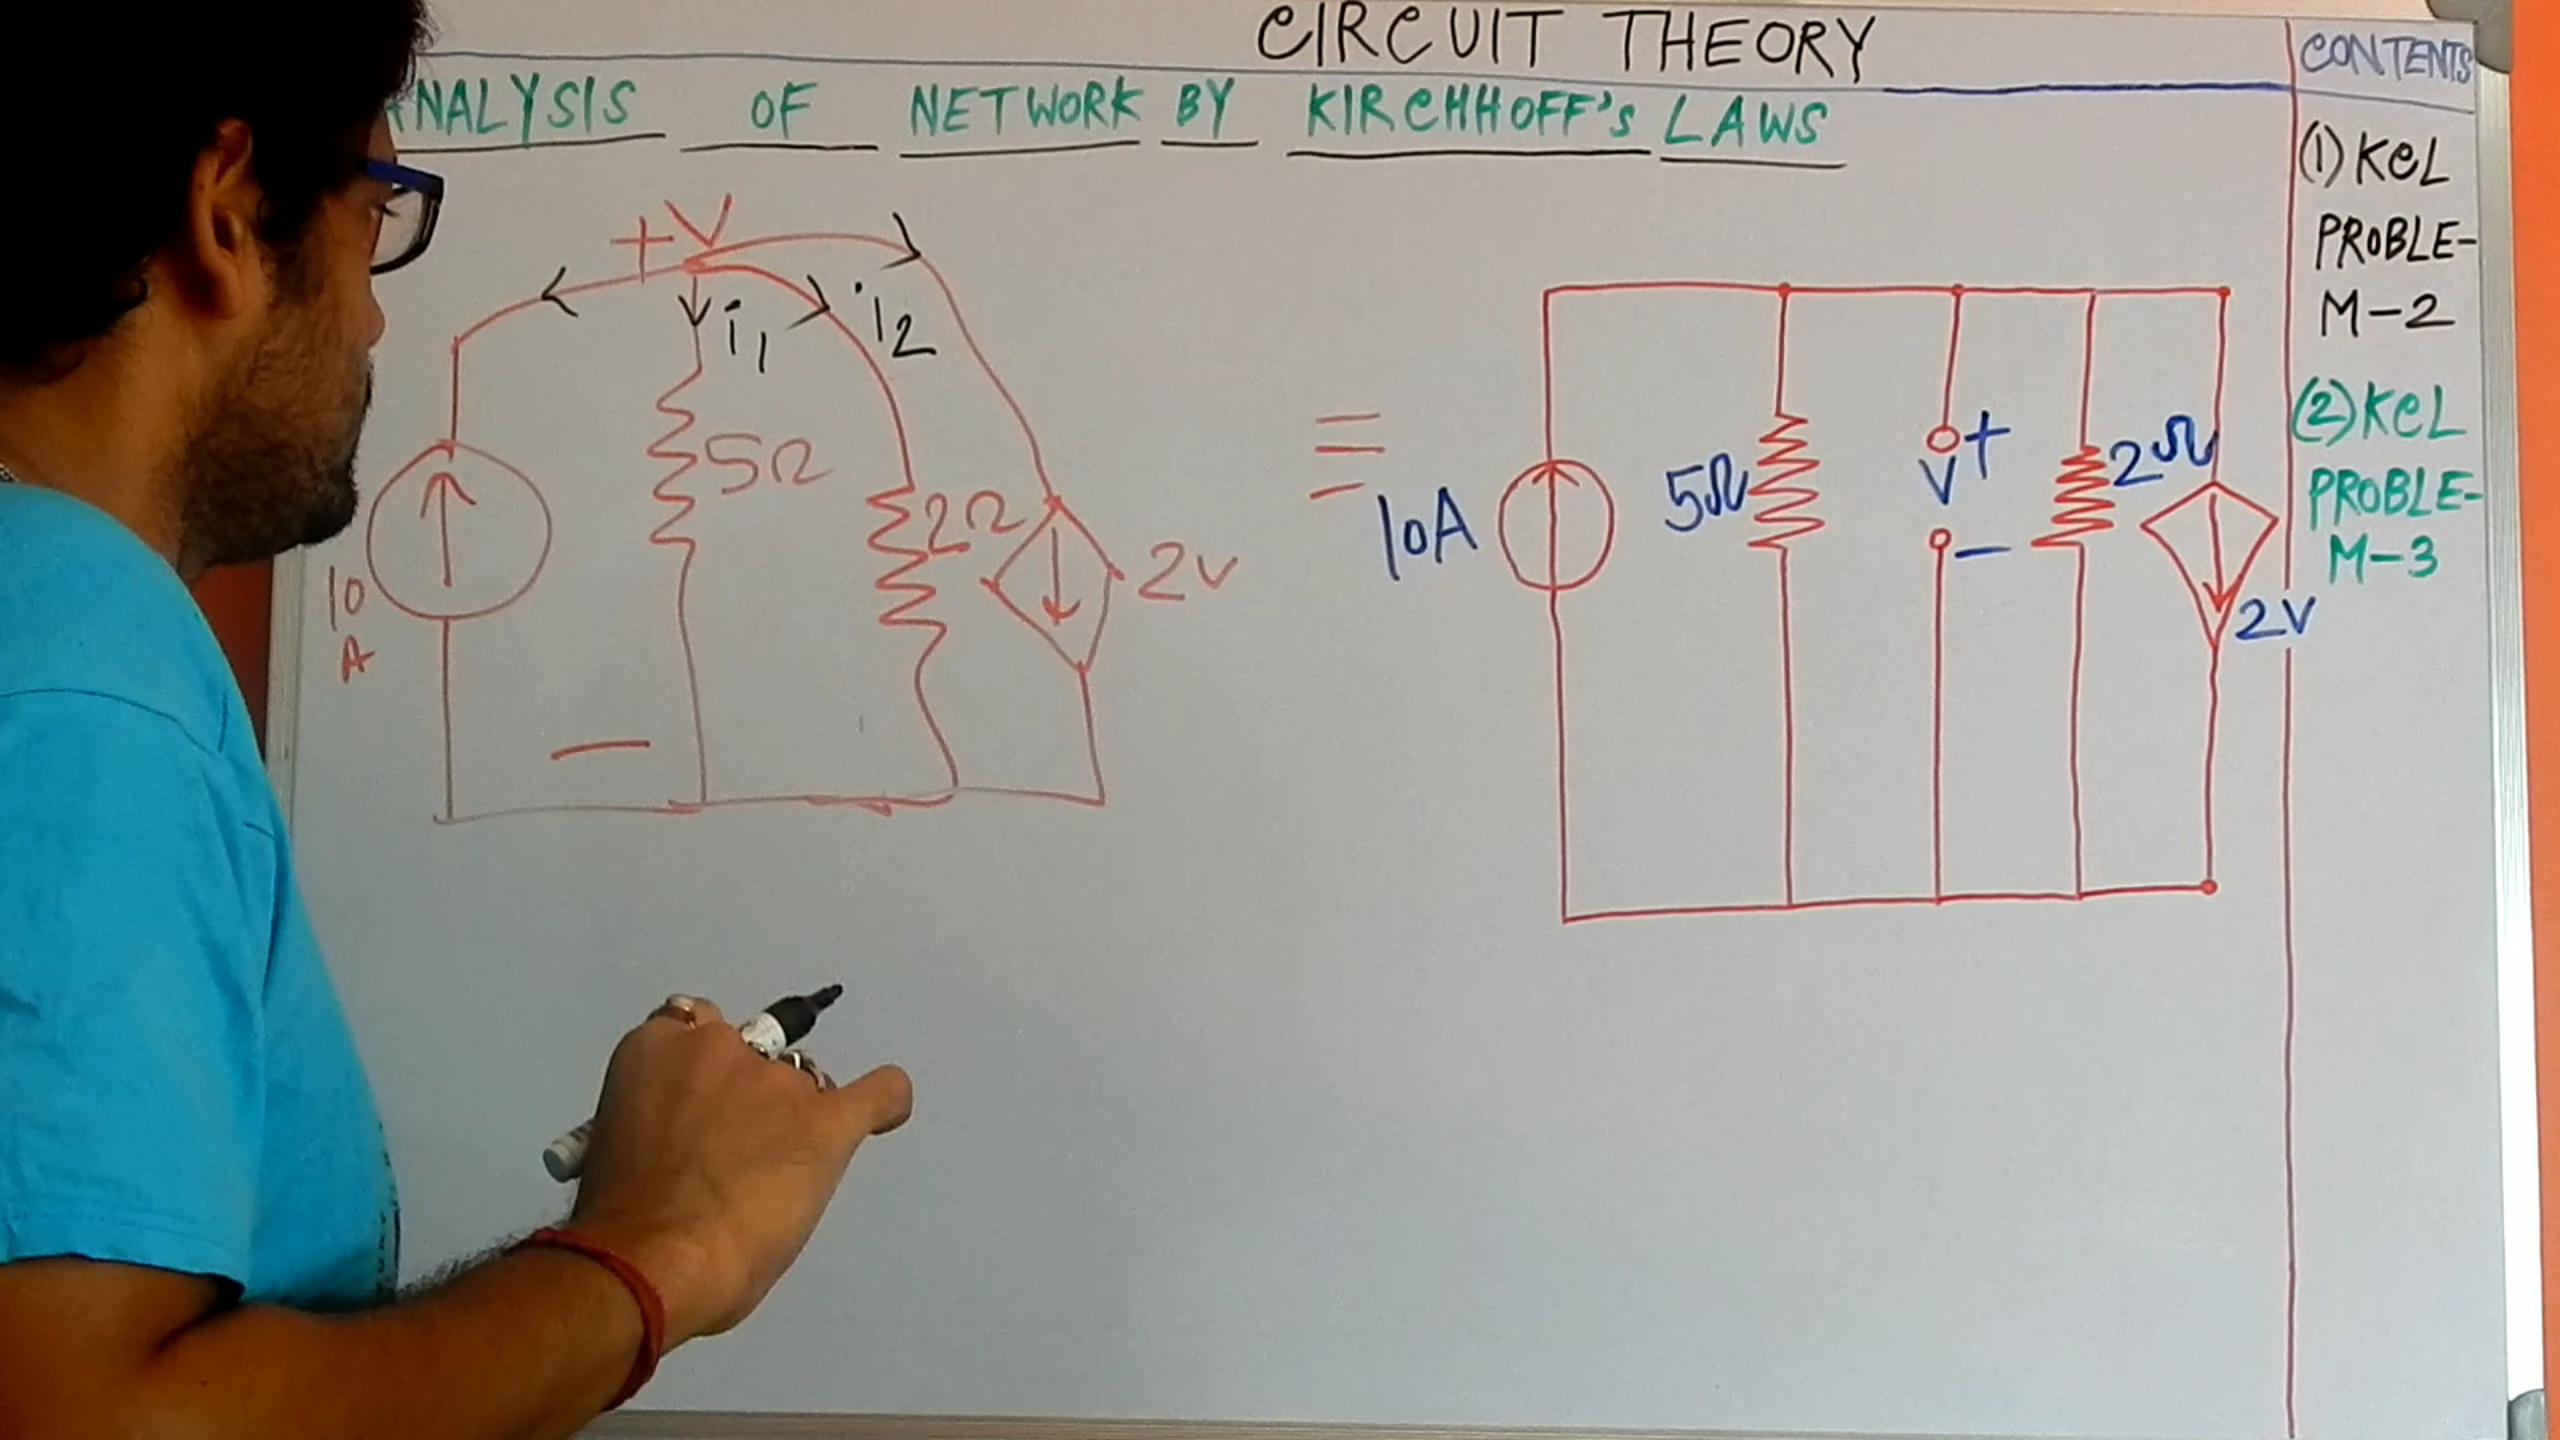 CIRCUIT THEORY
ANALYSIS OF NETWORK BY KIRCHHOFF's LAWS
+V
i1
i2
5Ω
2Ω
2V
10
A
−
≡
10A
5Ω
+
V
−
2Ω
2V
CONTENTS
(1) KCL
PROBLE-
M-2
(2) KCL
PROBLE-
M-3